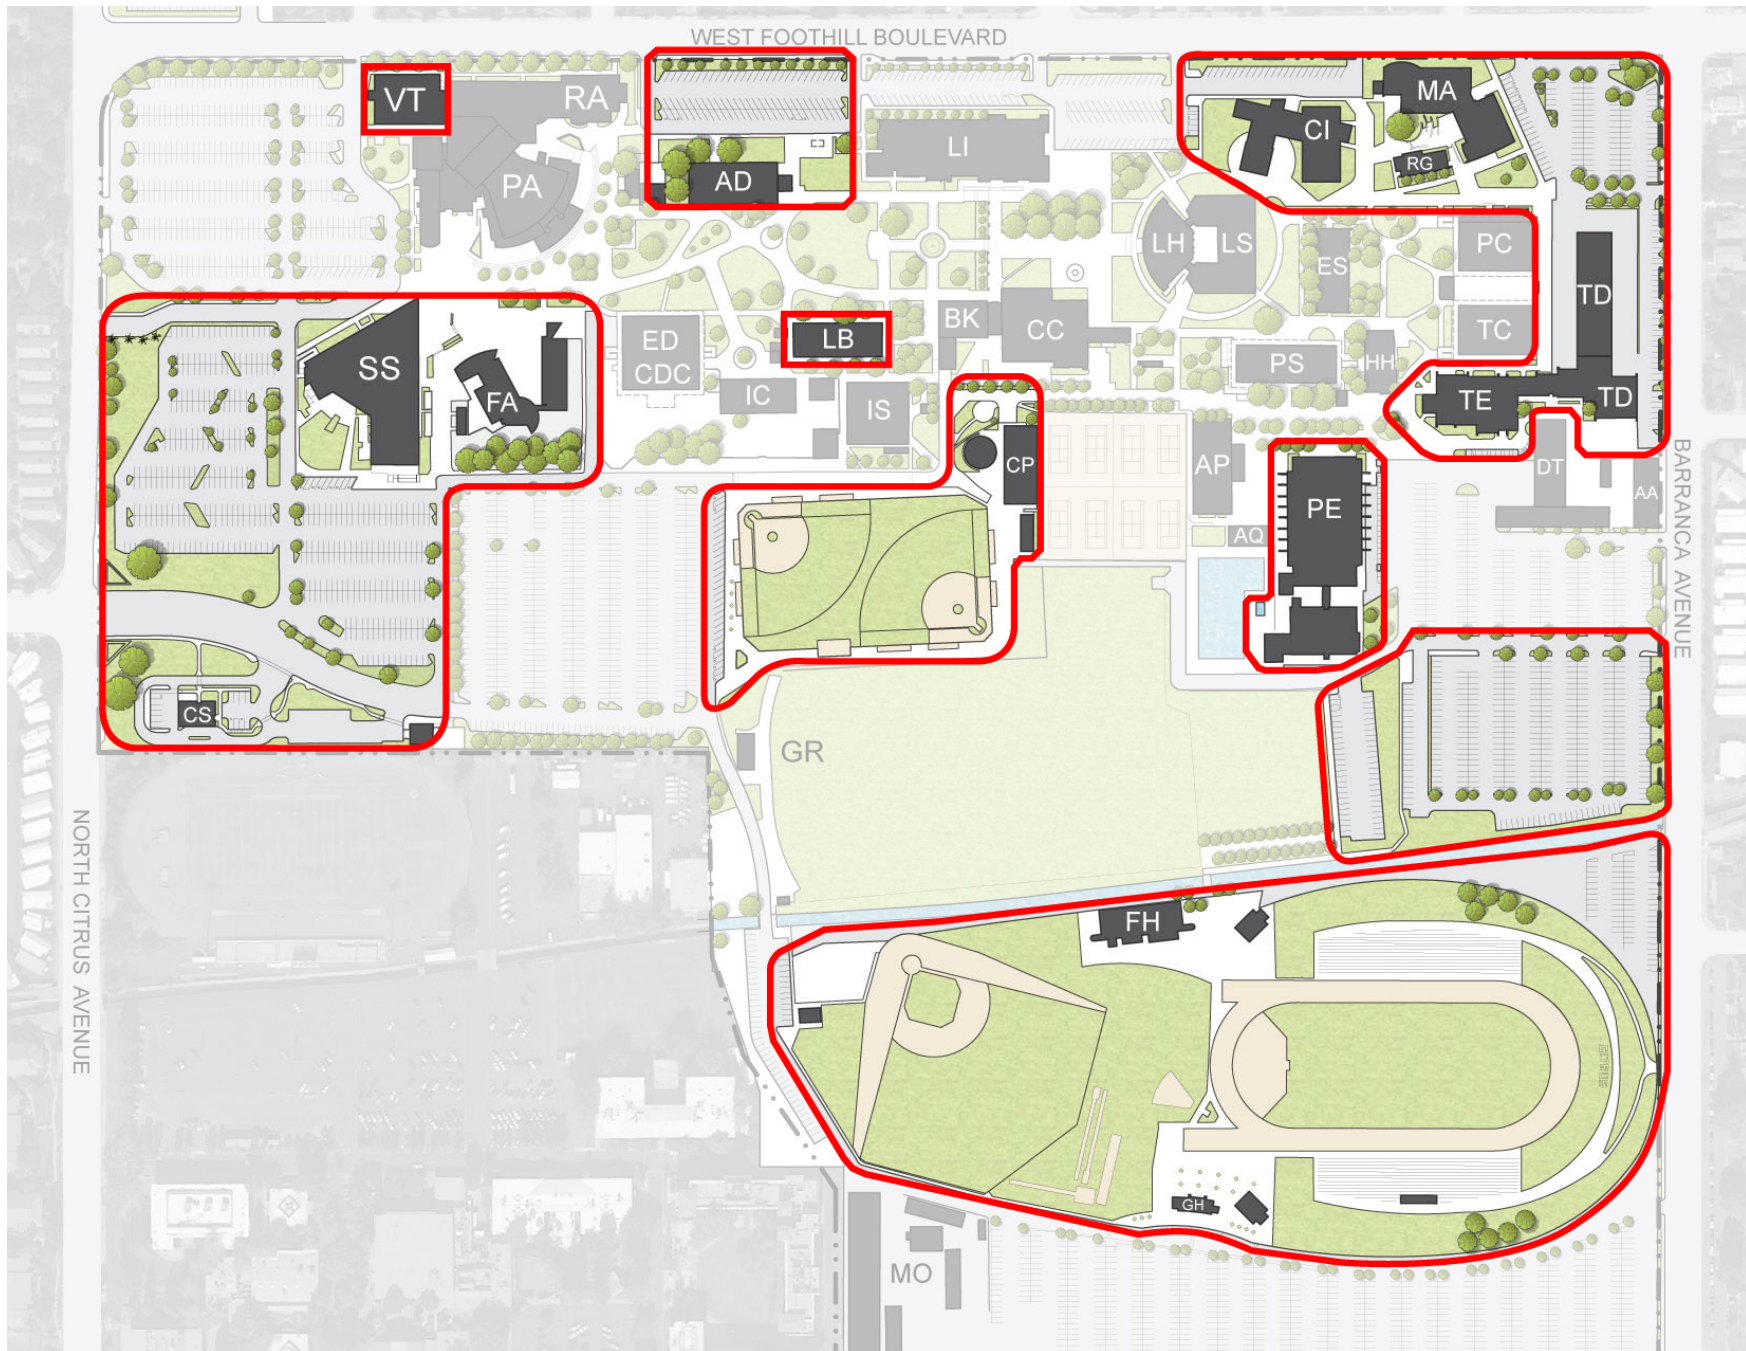 WEST FOOTHILL BOULEVARD
VT
RA
PA
AD
LI
MA
CI
RG
LH
LS
ES
PC
TC
TD
SS
FA
ED
CDC
LB
BK
CC
IC
IS
PS
HH
TE
TD
CP
AP
AQ
PE
DT
AA
BARRANCA AVENUE
CS
GR
NORTH CITRUS AVENUE
FH
GH
MO